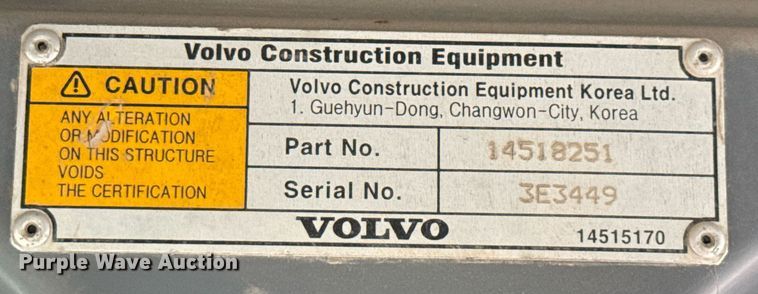 Volvo Construction Equipment
⚠ CAUTION
ANY ALTERATION
OR MODIFICATION
ON THIS STRUCTURE
VOIDS
THE CERTIFICATION
Volvo Construction Equipment Korea Ltd.
1. Guehyun-Dong, Changwon-City, Korea
Part No. 14518251
Serial No. 3E3449
VOLVO 14515170
Purple Wave Auction